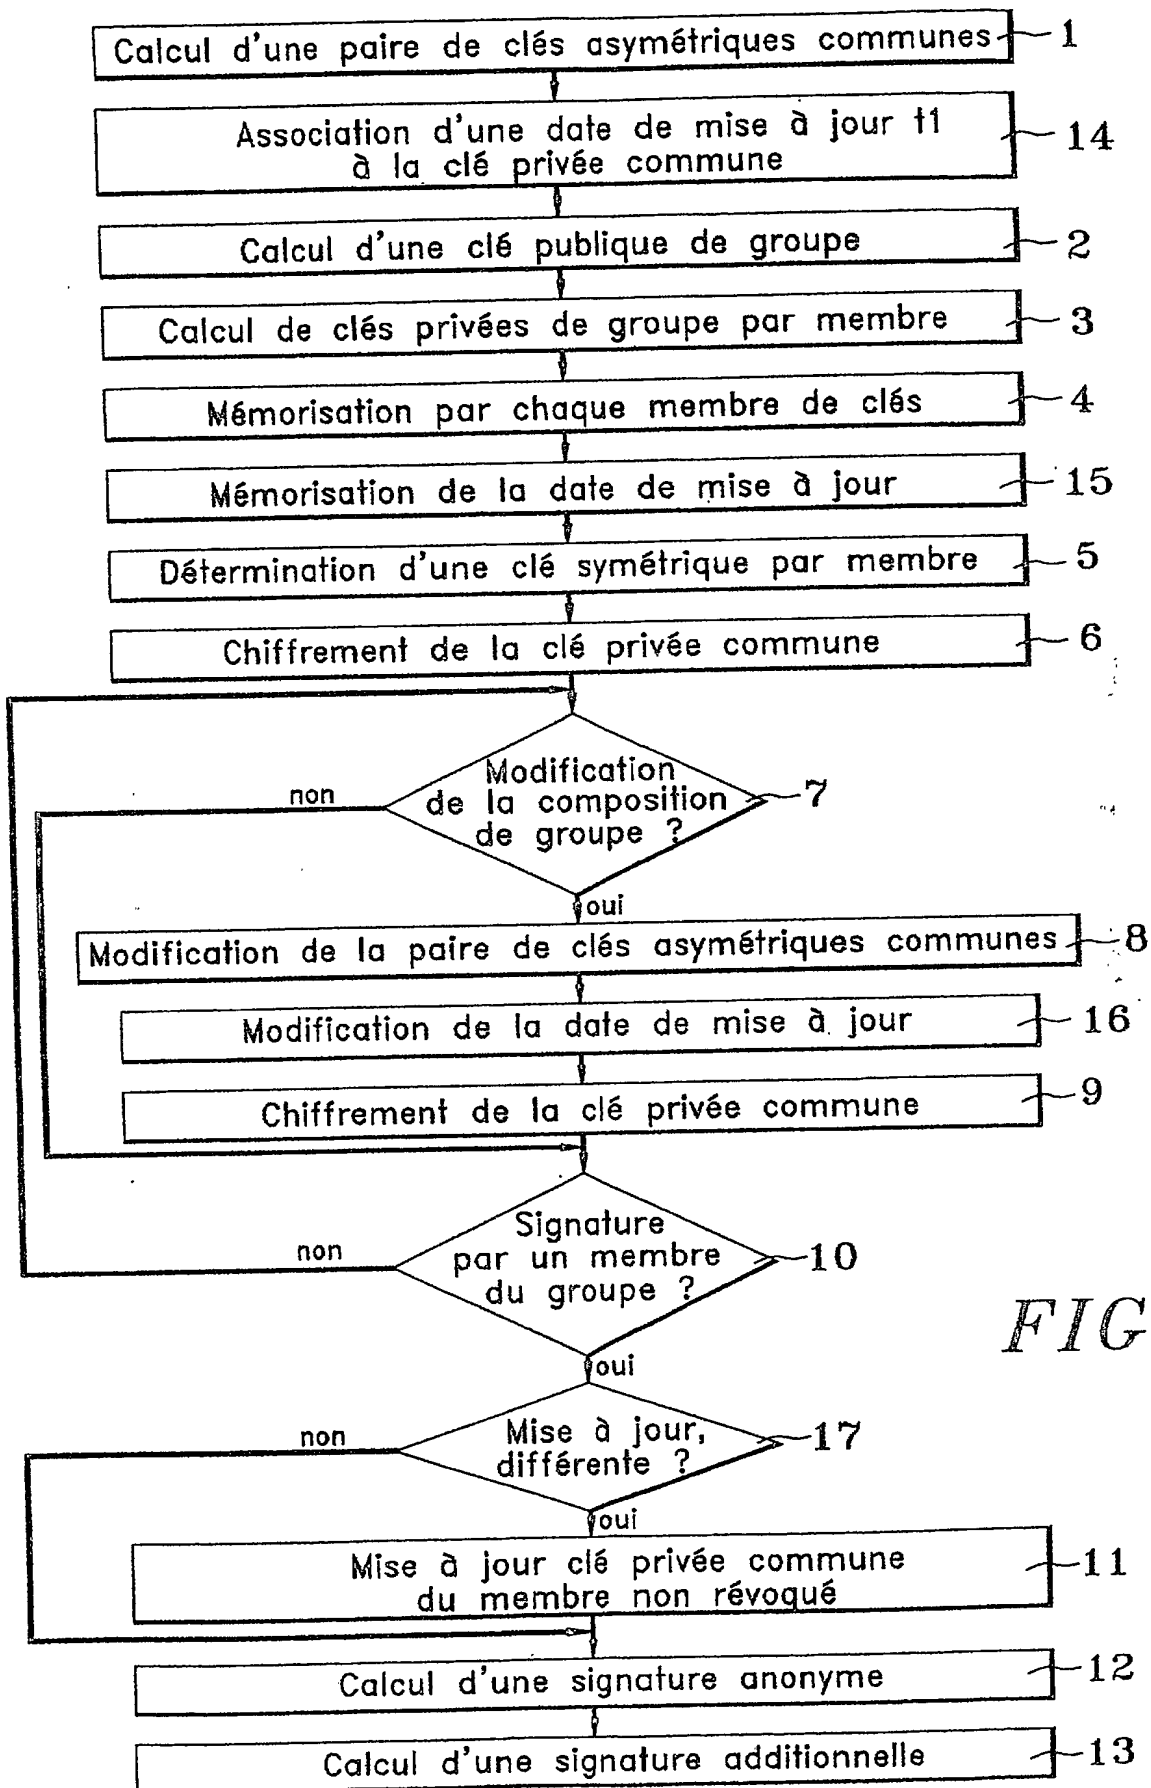 Calcul d'une paire de clés asymétriques communes 1
Association d'une date de mise à jour t1
à la clé privée commune 14
Calcul d'une clé publique de groupe 2
Calcul de clés privées de groupe par membre 3
Mémorisation par chaque membre de clés 4
Mémorisation de la date de mise à jour 15
Détermination d'une clé symétrique par membre 5
Chiffrement de la clé privée commune 6
Modification
de la composition
de groupe ? 7
non
oui
Modification de la paire de clés asymétriques communes 8
Modification de la date de mise à jour 16
Chiffrement de la clé privée commune 9
Signature
par un membre
du groupe ? 10
non
FIG
oui
Mise à jour,
différente ? 17
non
oui
Mise à jour clé privée commune
du membre non révoqué 11
Calcul d'une signature anonyme 12
Calcul d'une signature additionnelle 13